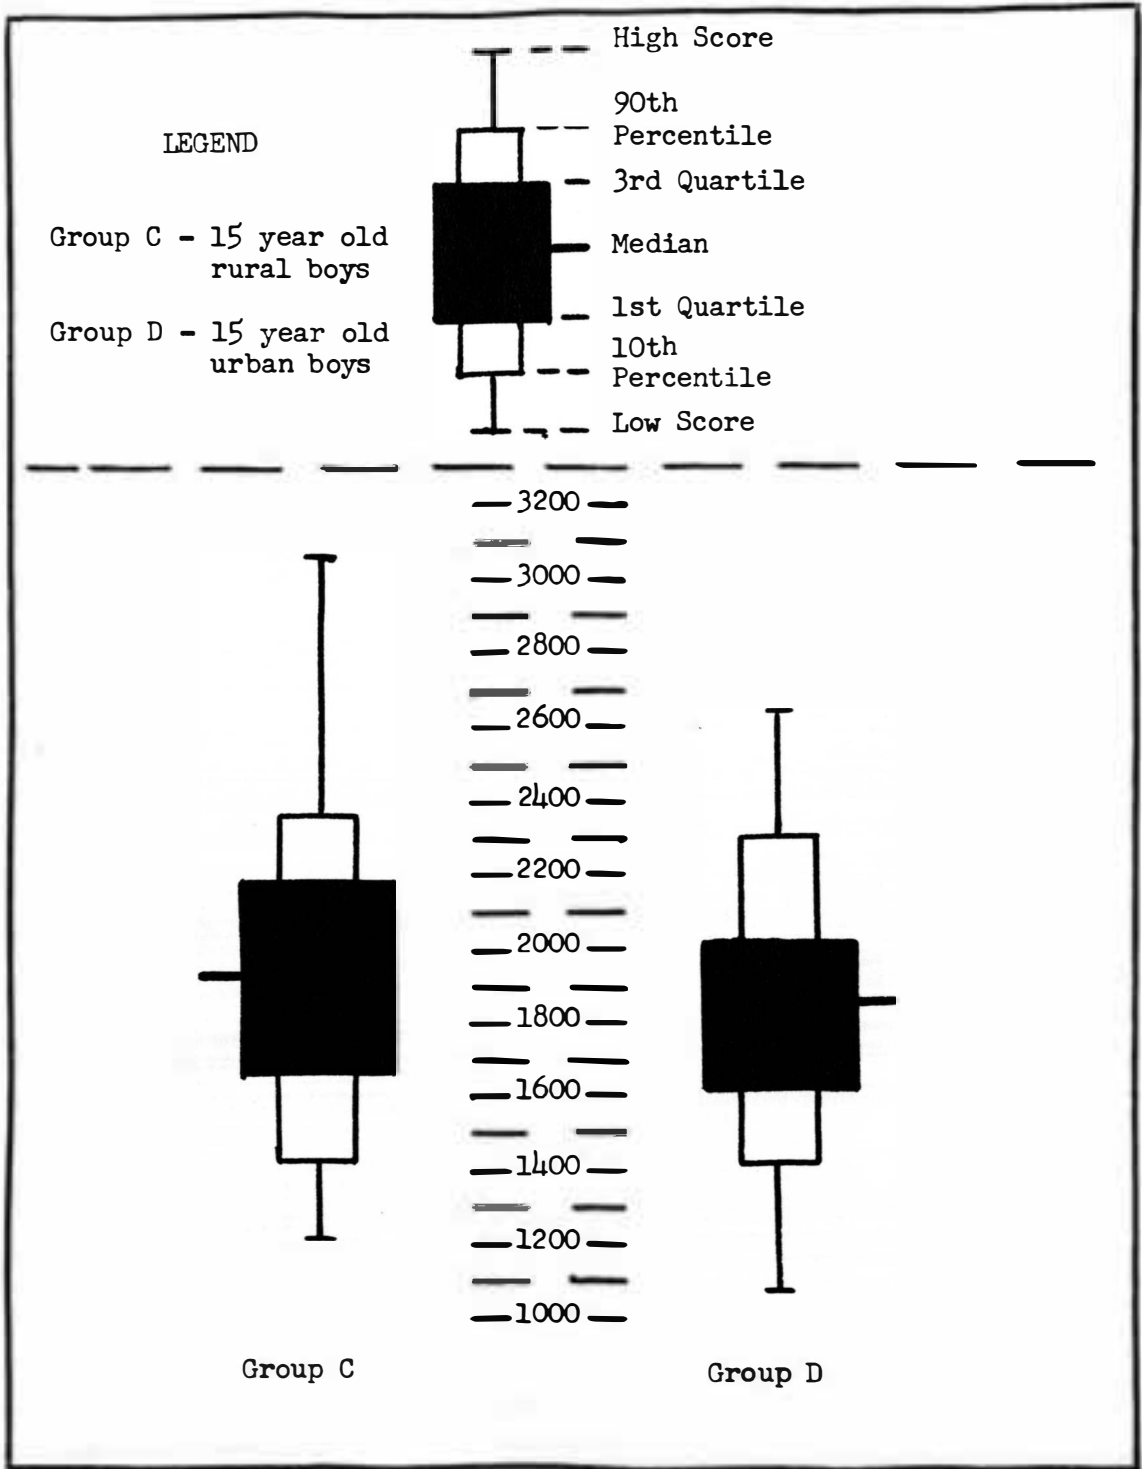 High Score
90th
Percentile
LEGEND
3rd Quartile
Group C - 15 year old
rural boys
Median
1st Quartile
Group D - 15 year old
urban boys
10th
Percentile
Low Score
3200
3000
2800
2600
2400
2200
2000
1800
1600
1400
1200
1000
Group C
Group D